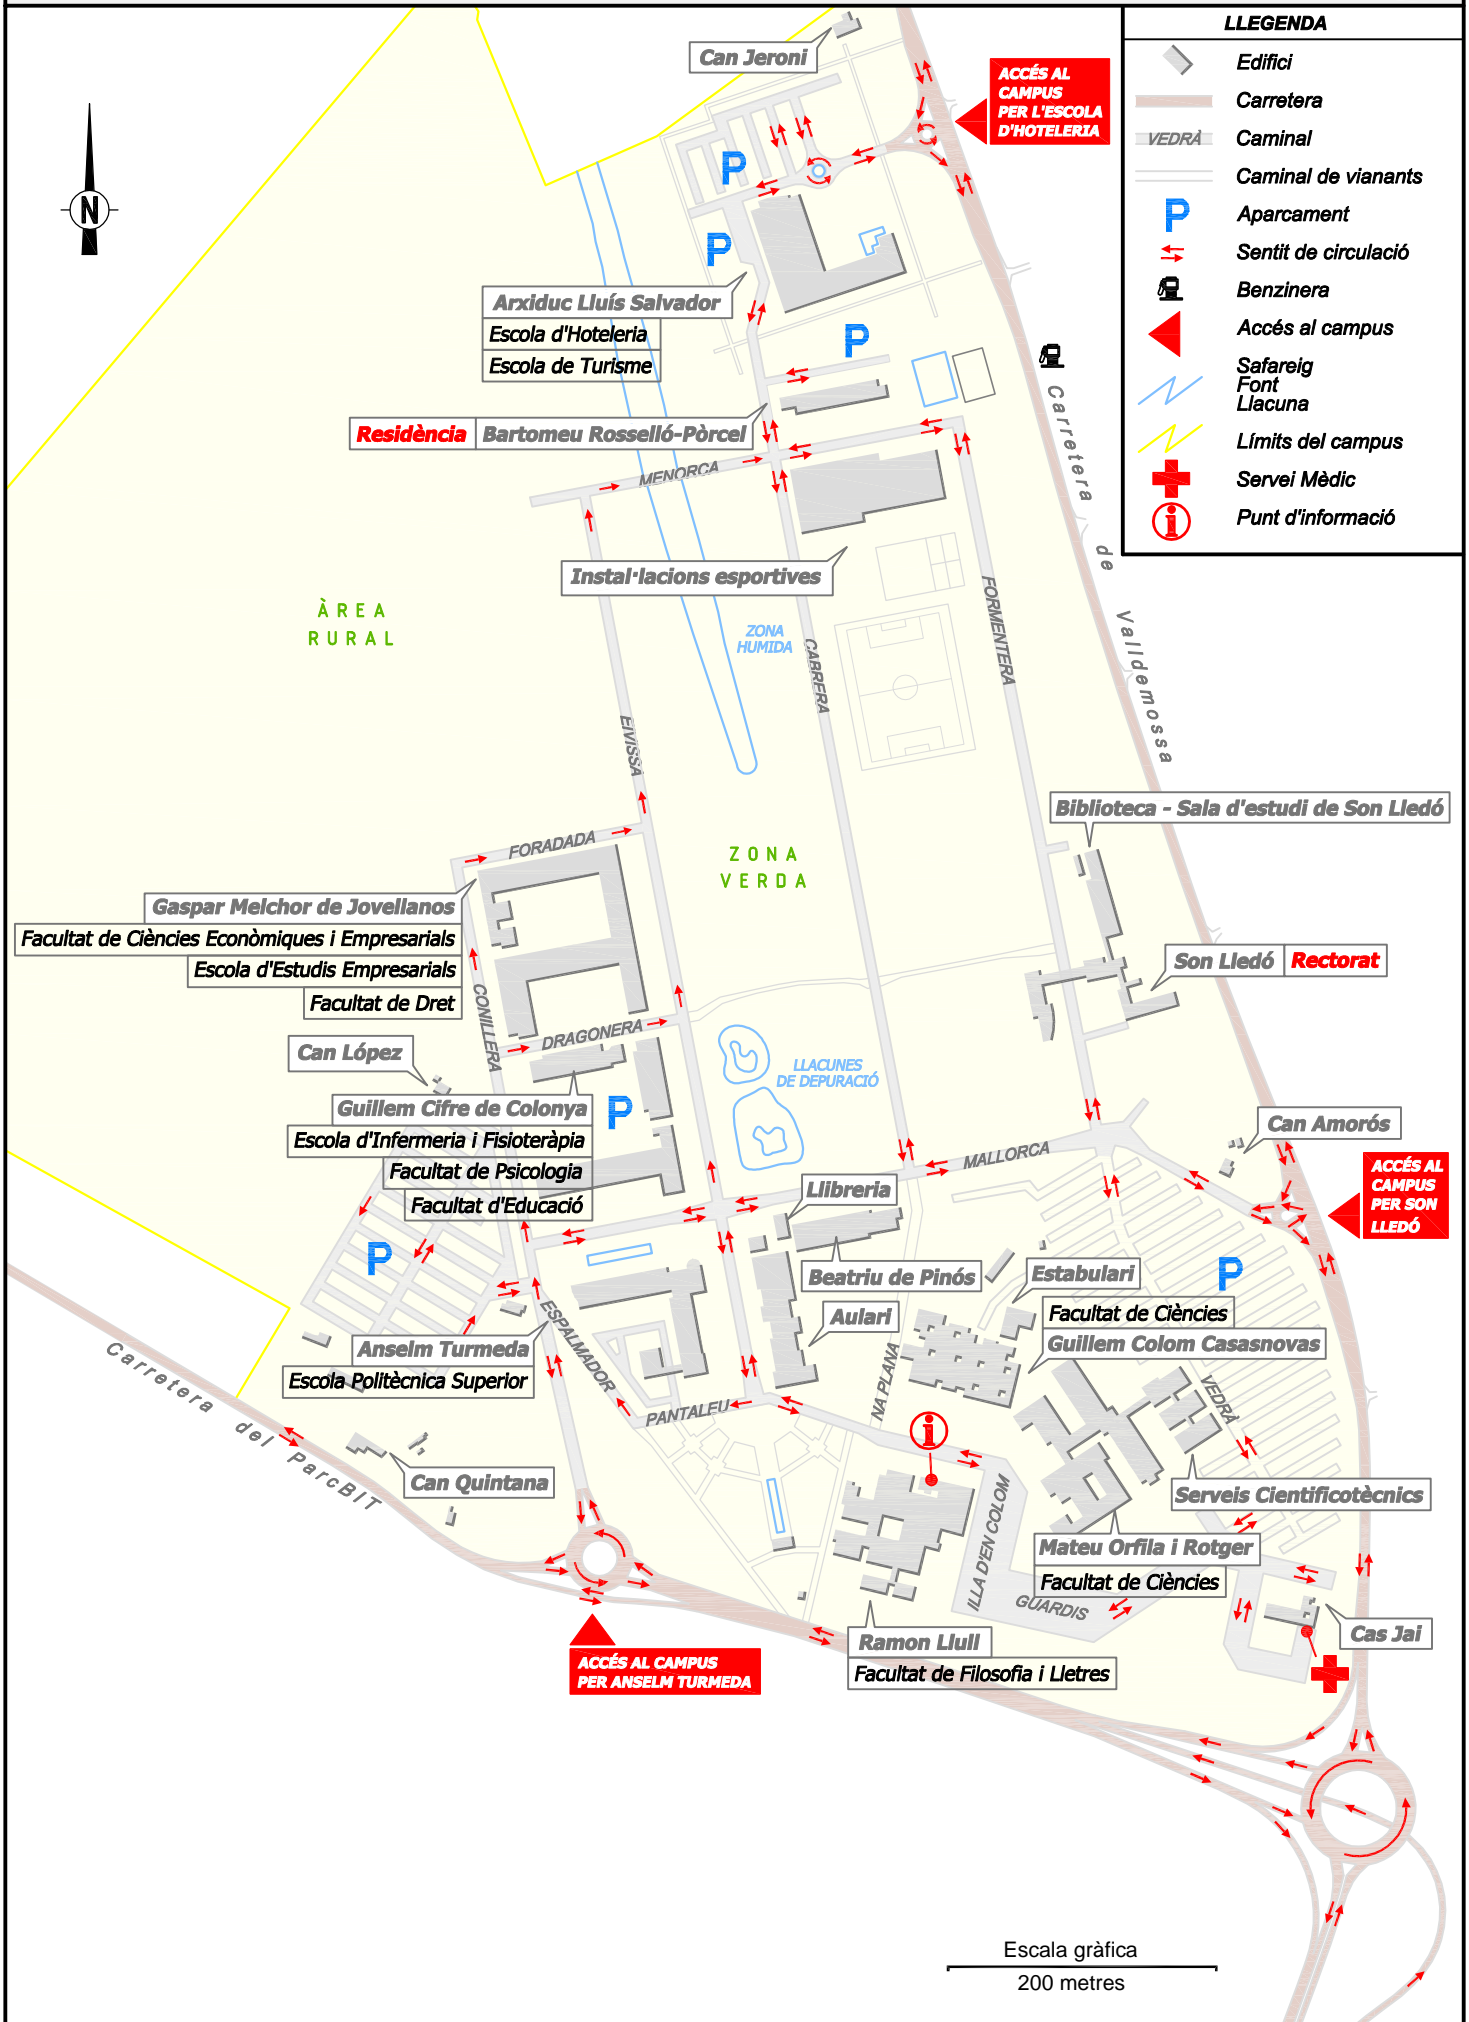 LLEGENDA
Edifici
Carretera
VEDRÀ
Caminal
Caminal de vianants
P
Aparcament
Sentit de circulació
Benzinera
Accés al campus
Safareig
Font
Llacuna
Límits del campus
Servei Mèdic
i
Punt d'informació
Can Jeroni
ACCÉS AL
CAMPUS
PER L'ESCOLA
D'HOTELERIA
N
P
P
Arxiduc Lluís Salvador
Escola d'Hoteleria
Escola de Turisme
P
Residència
Bartomeu Rosselló-Pòrcel
Carretera de Valldemossa
MENORCA
Instal·lacions esportives
ÀREA
RURAL
ZONA
HUMIDA
FORMENTERA
CABRERA
EIVISSA
Biblioteca - Sala d'estudi de Son Lledó
FORADADA
ZONA
VERDA
Gaspar Melchor de Jovellanos
Facultat de Ciències Econòmiques i Empresarials
Escola d'Estudis Empresarials
Facultat de Dret
Son Lledó
Rectorat
CONILLERA
DRAGONERA
Can López
LLACUNES
DE DEPURACIÓ
Guillem Cifre de Colonya
Escola d'Infermeria i Fisioteràpia
Facultat de Psicologia
Facultat d'Educació
P
Can Amorós
MALLORCA
ACCÉS AL
CAMPUS
PER SON
LLEDÓ
Llibreria
P
Beatriu de Pinós
Estabulari
P
Facultat de Ciències
Guillem Colom Casasnovas
Aulari
Anselm Turmeda
Escola Politècnica Superior
ESPALMADOR
NA PLANA
VEDRÀ
PANTALEU
Carretera del ParcBIT
i
Can Quintana
Serveis Cientificotècnics
ILLA D'EN COLOM
Mateu Orfila i Rotger
Facultat de Ciències
GUARDIS
Ramon Llull
Facultat de Filosofia i Lletres
Cas Jai
ACCÉS AL CAMPUS
PER ANSELM TURMEDA
Escala gràfica
200 metres